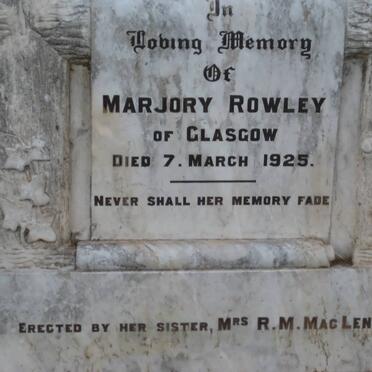 In
Loving Memory
Of
MARJORY ROWLEY
OF GLASGOW
DIED 7. MARCH 1925.
NEVER SHALL HER MEMORY FADE
ERECTED BY HER SISTER, MRS R. M. MACLEN